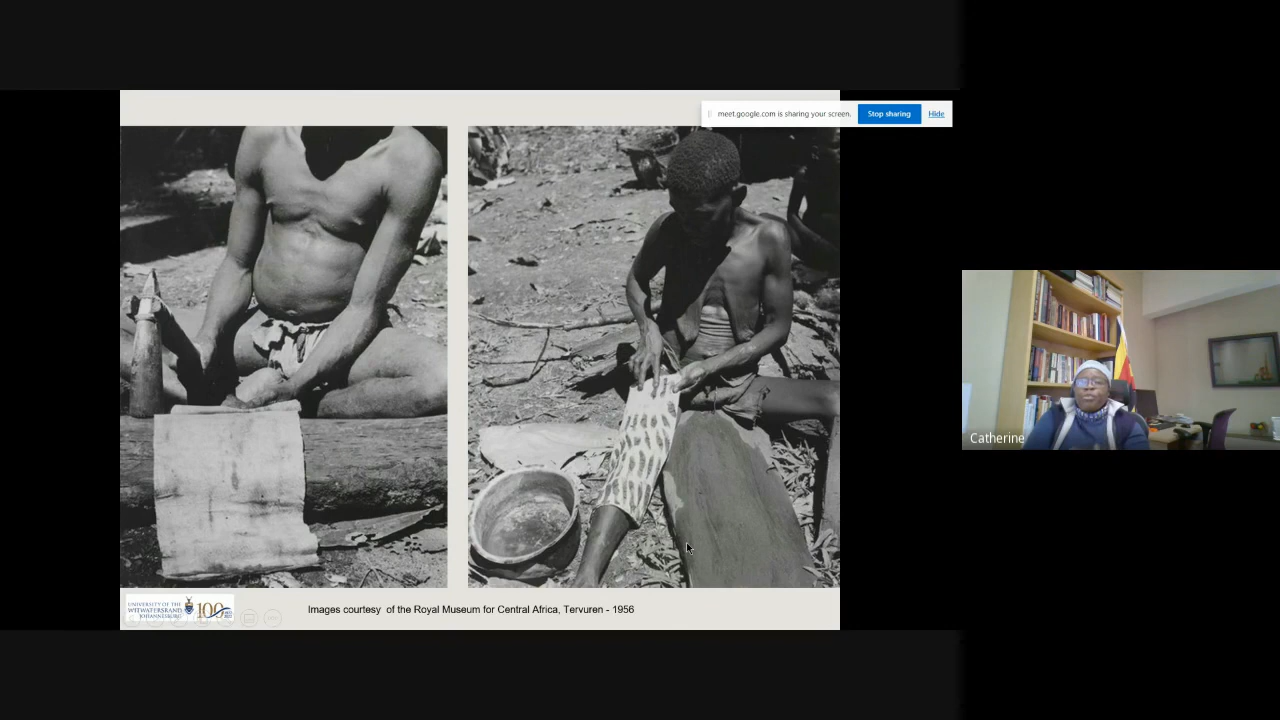 meet.google.com is sharing your screen.
Stop sharing
Hide
Catherine
UNIVERSITY OF THE
WITWATERSRAND
JOHANNESBURG
100
Images courtesy of the Royal Museum for Central Africa, Tervuren - 1956